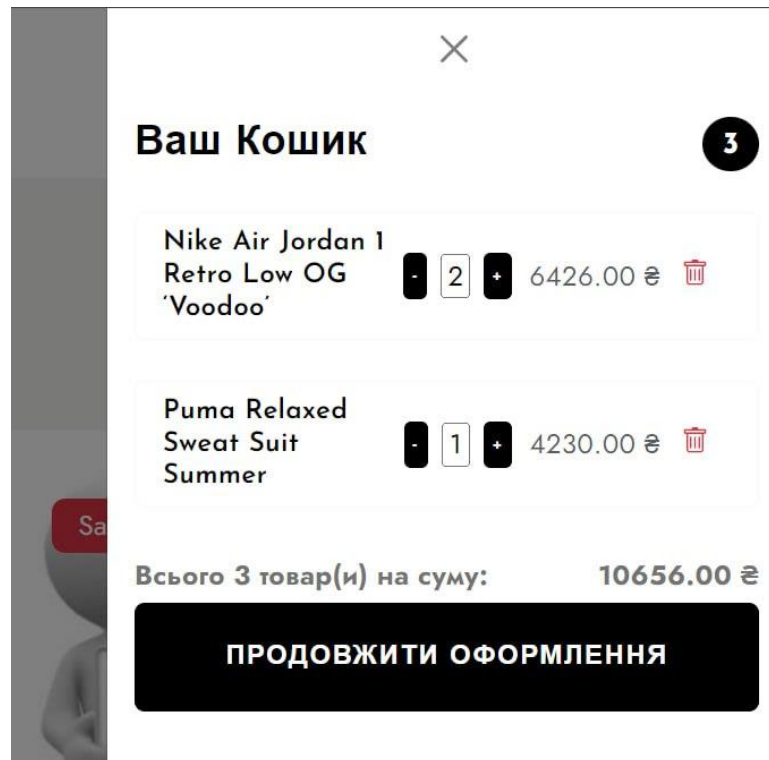 Ваш Кошик
3
Nike Air Jordan 1
Retro Low OG
‘Voodoo’
- 2 + 6426.00 ₴
Puma Relaxed
Sweat Suit
Summer
- 1 + 4230.00 ₴
Sa
Всього 3 товар(и) на суму: 10656.00 ₴
ПРОДОВЖИТИ ОФОРМЛЕННЯ